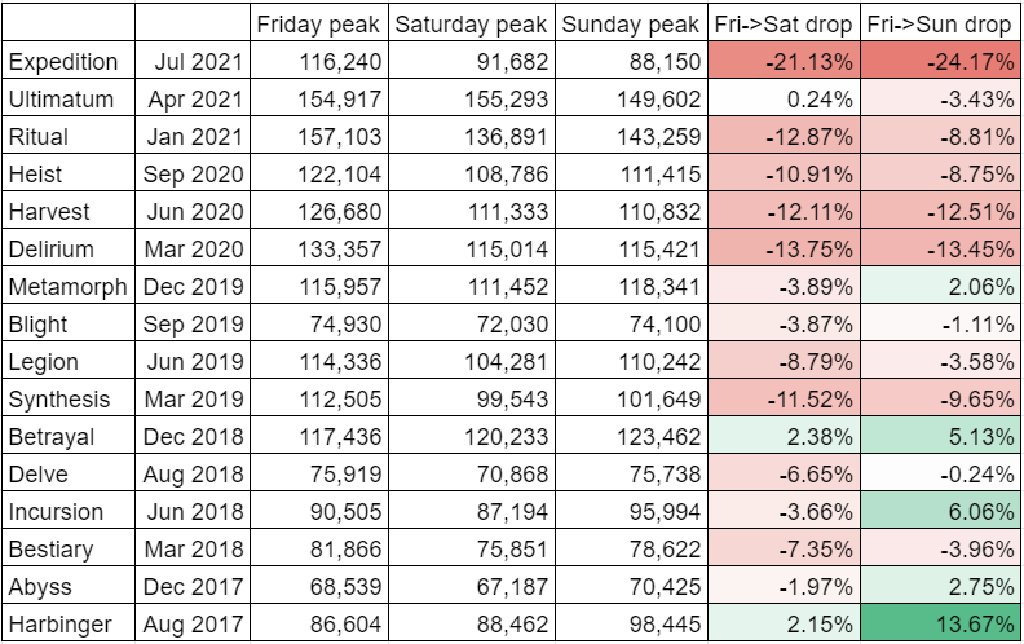 Friday peak Saturday peak Sunday peak Fri->Sat drop Fri->Sun drop
Expedition Jul 2021 116,240 91,682 88,150 -21.13% -24.17%
Ultimatum Apr 2021 154,917 155,293 149,602 0.24% -3.43%
Ritual Jan 2021 157,103 136,891 143,259 -12.87% -8.81%
Heist Sep 2020 122,104 108,786 111,415 -10.91% -8.75%
Harvest Jun 2020 126,680 111,333 110,832 -12.11% -12.51%
Delirium Mar 2020 133,357 115,014 115,421 -13.75% -13.45%
Metamorph Dec 2019 115,957 111,452 118,341 -3.89% 2.06%
Blight Sep 2019 74,930 72,030 74,100 -3.87% -1.11%
Legion Jun 2019 114,336 104,281 110,242 -8.79% -3.58%
Synthesis Mar 2019 112,505 99,543 101,649 -11.52% -9.65%
Betrayal Dec 2018 117,436 120,233 123,462 2.38% 5.13%
Delve Aug 2018 75,919 70,868 75,738 -6.65% -0.24%
Incursion Jun 2018 90,505 87,194 95,994 -3.66% 6.06%
Bestiary Mar 2018 81,866 75,851 78,622 -7.35% -3.96%
Abyss Dec 2017 68,539 67,187 70,425 -1.97% 2.75%
Harbinger Aug 2017 86,604 88,462 98,445 2.15% 13.67%